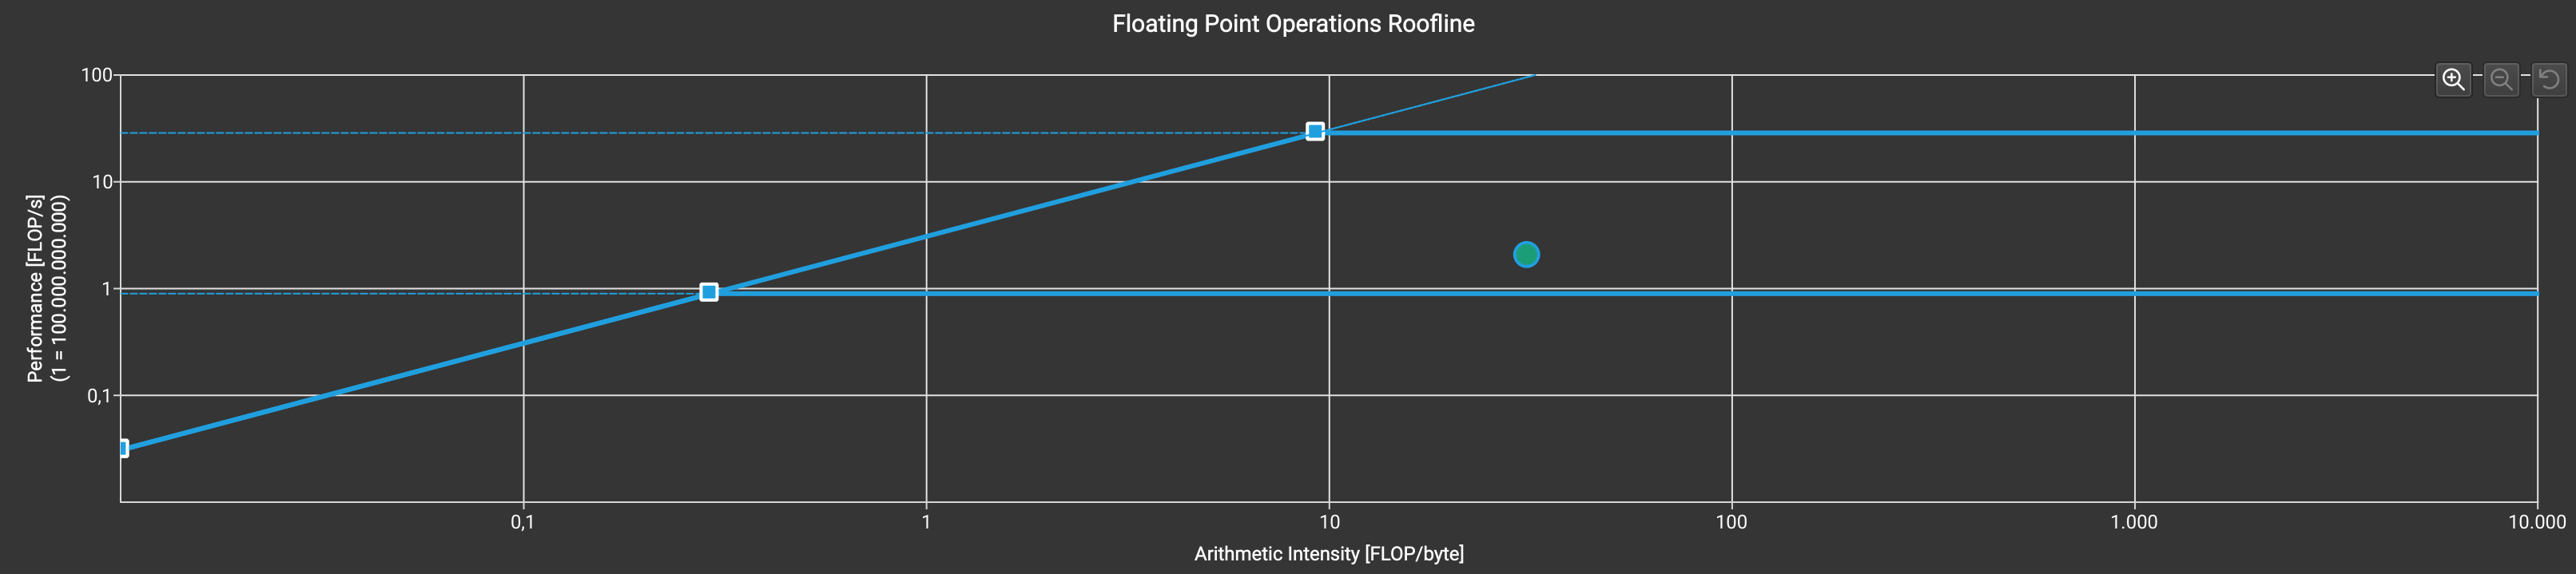 Floating Point Operations Roofline
100
10
1
0,1
Performance [FLOP/s]
(1 = 100.000.000.000)
0,1
1
10
100
1.000
10.000
Arithmetic Intensity [FLOP/byte]